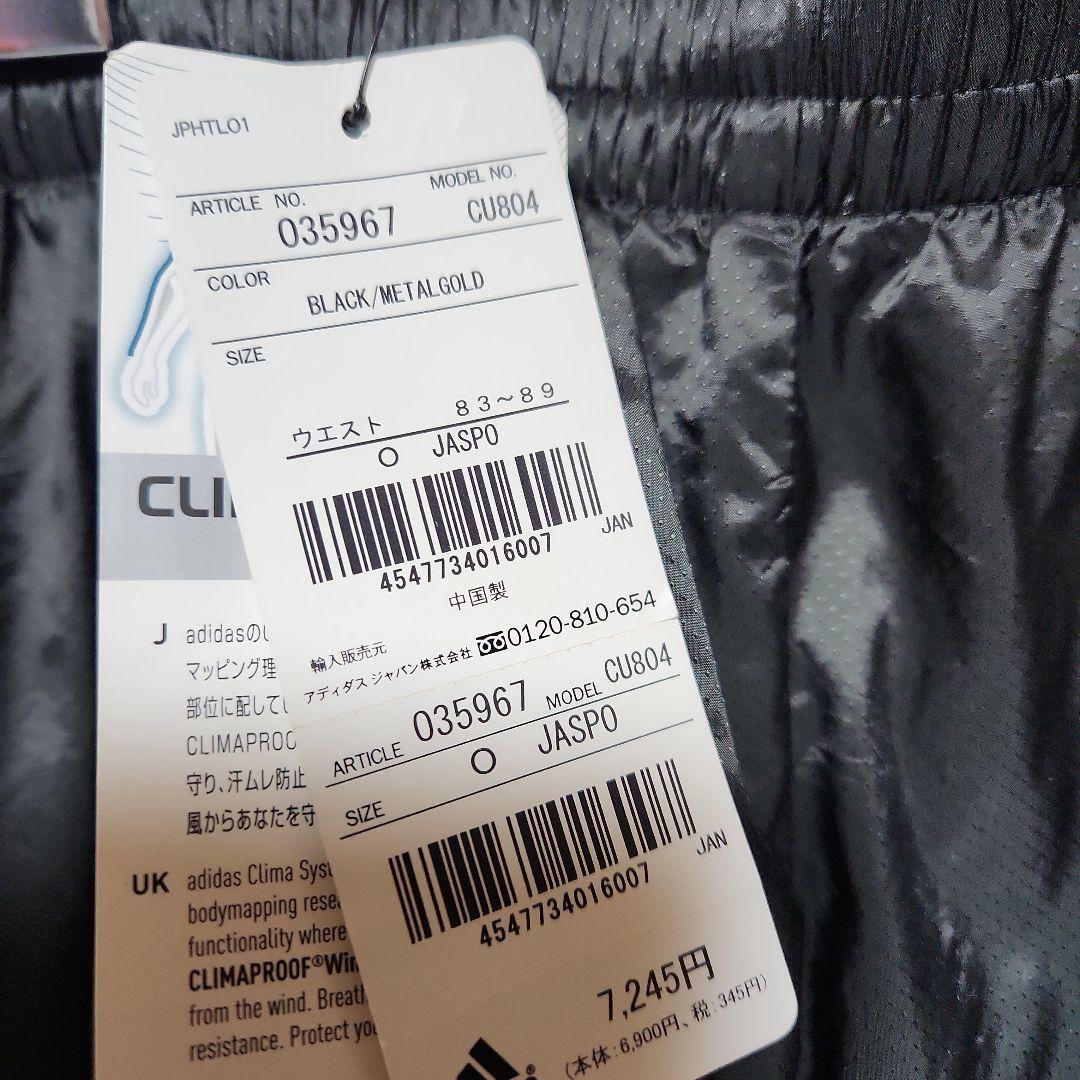 JPHTL01
ARTICLE NO. MODEL NO.
035967 CU804
COLOR
BLACK/METALGOLD
SIZE
ウエスト 83~89
O JASPO
JAN
4547734016007
中国製
輸入販売元
アディダス ジャパン株式会社 0120-810-654
ARTICLE 035967 MODEL CU804
SIZE O JASPO
JAN
4547734016007
7,245円
(本体:6,900円、税:345円)
CLI
J adidasのし
マッピング理
部位に配して
CLIMAPROO
守り、汗ムレ防止
風からあなたを守
UK adidas Clima Syst
bodymapping rese
functionality where
CLIMAPROOF®Win
from the wind. Breath
resistance. Protect you